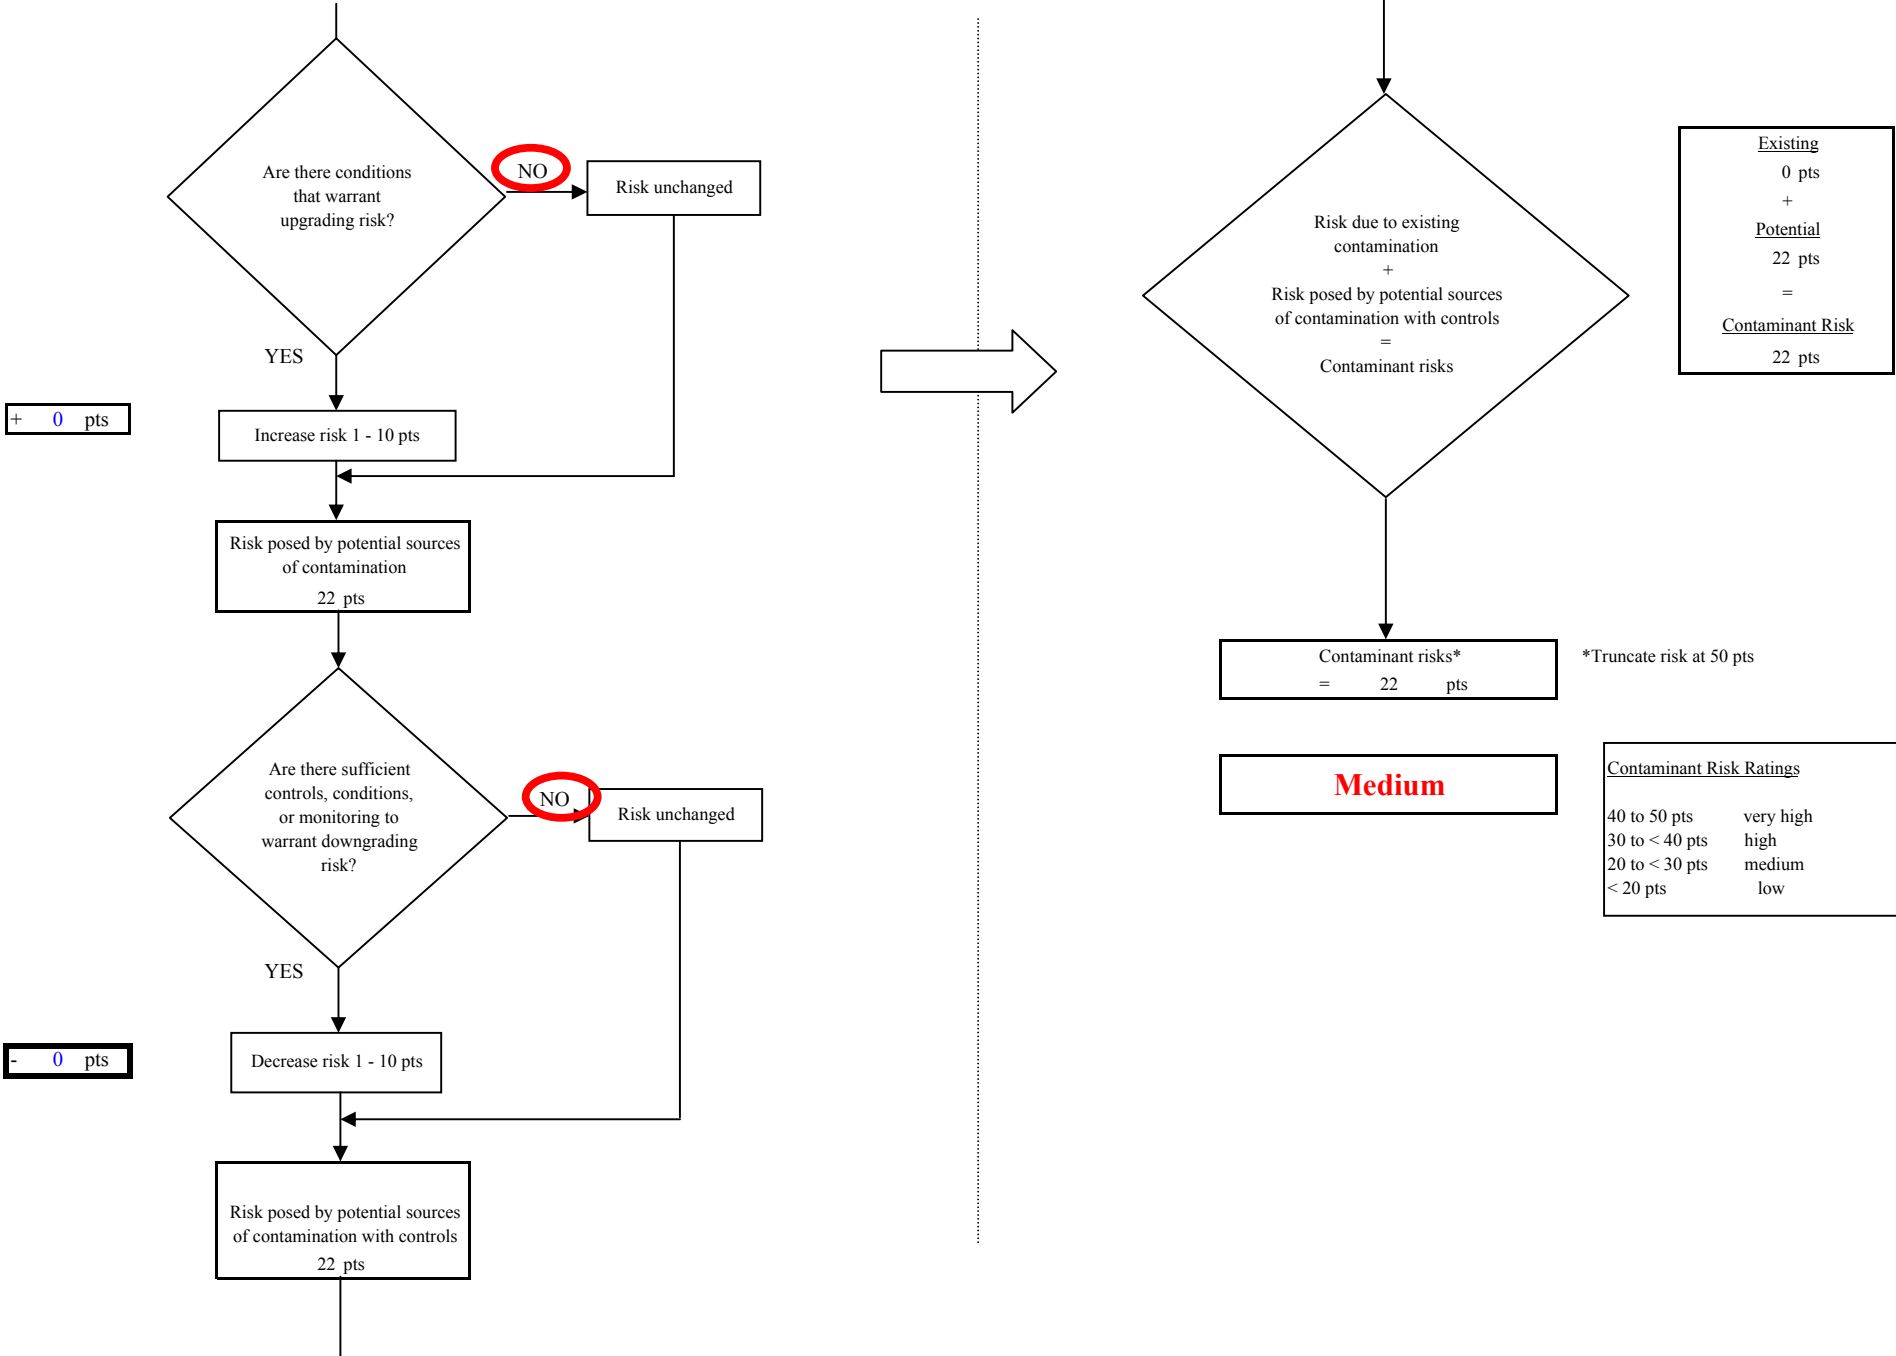 Are there conditions
that warrant
upgrading risk?
NO
Risk unchanged
YES
+ 0 pts
Increase risk 1 - 10 pts
Risk posed by potential sources
of contamination
22 pts
Are there sufficient
controls, conditions,
or monitoring to
warrant downgrading
risk?
NO
Risk unchanged
YES
- 0 pts
Decrease risk 1 - 10 pts
Risk posed by potential sources
of contamination with controls
22 pts
Risk due to existing
contamination
+
Risk posed by potential sources
of contamination with controls
=
Contaminant risks
Existing
0 pts
+
Potential
22 pts
=
Contaminant Risk
22 pts
Contaminant risks*
= 22 pts
*Truncate risk at 50 pts
Medium
Contaminant Risk Ratings
40 to 50 pts very high
30 to < 40 pts high
20 to < 30 pts medium
< 20 pts low